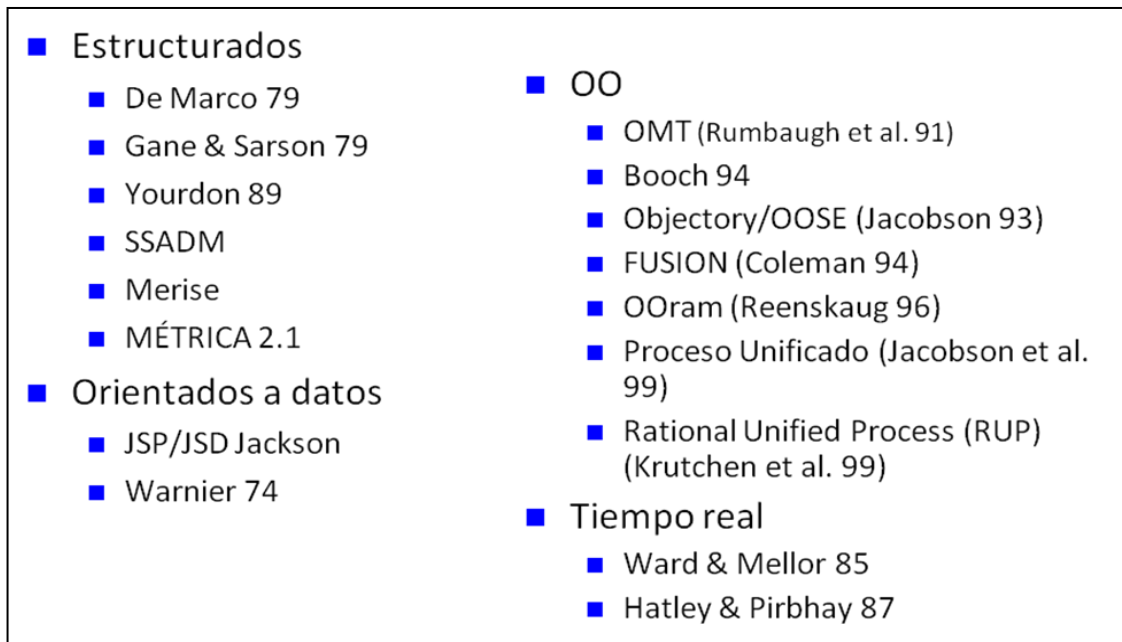 Estructurados
De Marco 79
Gane & Sarson 79
Yourdon 89
SSADM
Merise
MÉTRICA 2.1
Orientados a datos
JSP/JSD Jackson
Warnier 74
OO
OMT (Rumbaugh et al. 91)
Booch 94
Objectory/OOSE (Jacobson 93)
FUSION (Coleman 94)
OOram (Reenskaug 96)
Proceso Unificado (Jacobson et al.
99)
Rational Unified Process (RUP)
(Krutchen et al. 99)
Tiempo real
Ward & Mellor 85
Hatley & Pirbhay 87